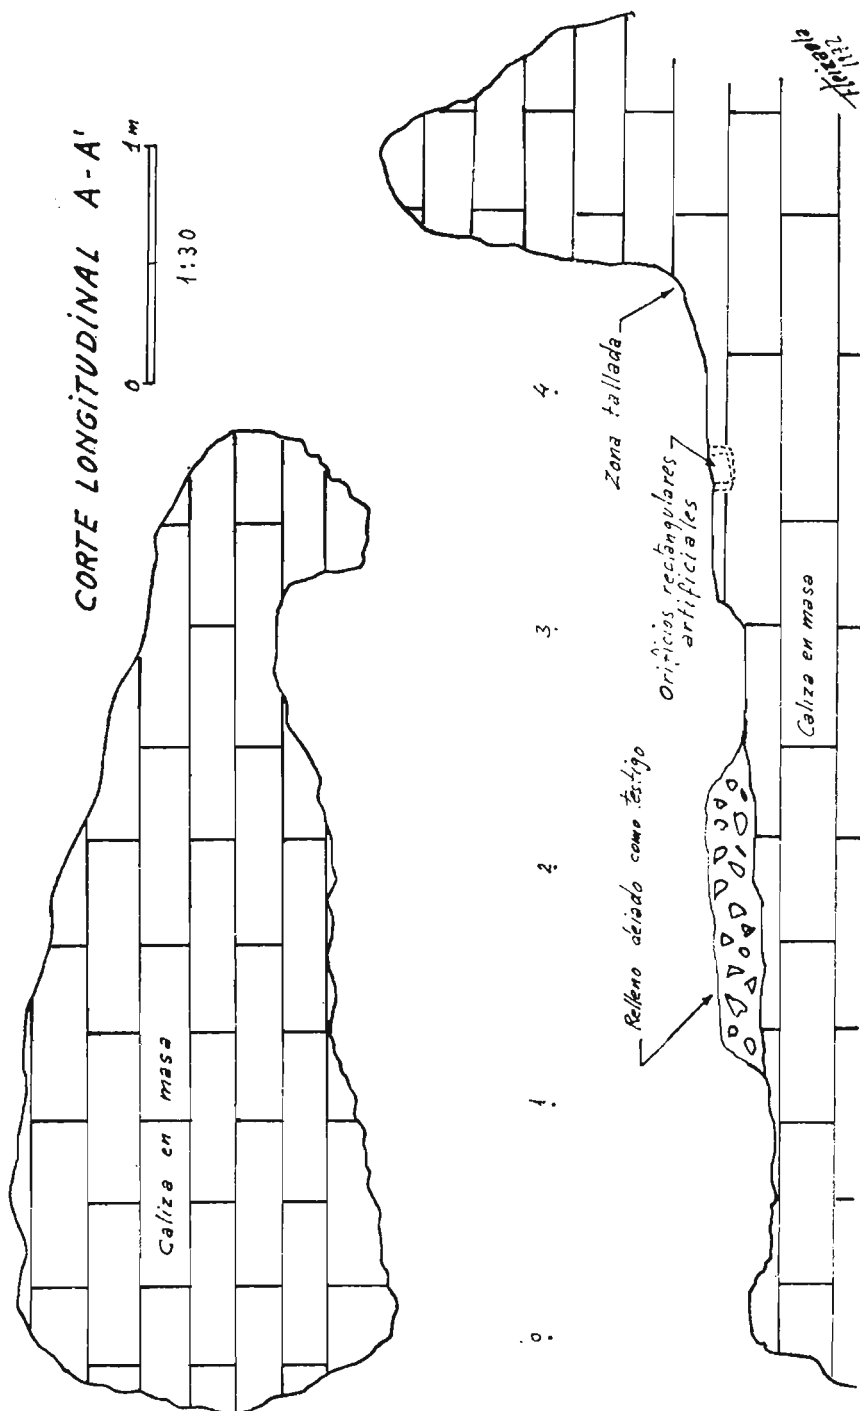 CORTE LONGITUDINAL A-A'
0 1m
1:30
Caliza en masa
0. 1. 2. 3. 4.
Zona tallada
Orificios rectangulares
artificiales
Relleno dejado como testigo
Caliza en masa
1972